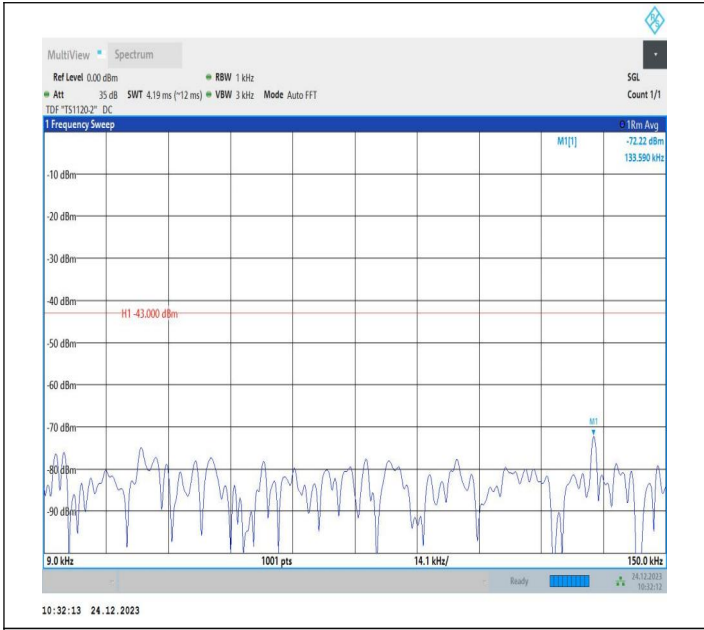 R S
MultiView Spectrum
Ref Level 0.00 dBm RBW 1 kHz SGL
Att 35 dB SWT 4.19 ms (~12 ms) VBW 3 kHz Mode Auto FFT Count 1/1
TDF "TS1120-2" DC
1 Frequency Sweep 1Rm Avg
M1[1] -72.22 dBm
133.590 kHz
-10 dBm
-20 dBm
-30 dBm
-40 dBm
H1 -43.000 dBm
-50 dBm
-60 dBm
-70 dBm
M1
-80 dBm
-90 dBm
9.0 kHz 1001 pts 14.1 kHz/ 150.0 kHz
Ready 24.12.2023
10:32:12
10:32:13 24.12.2023